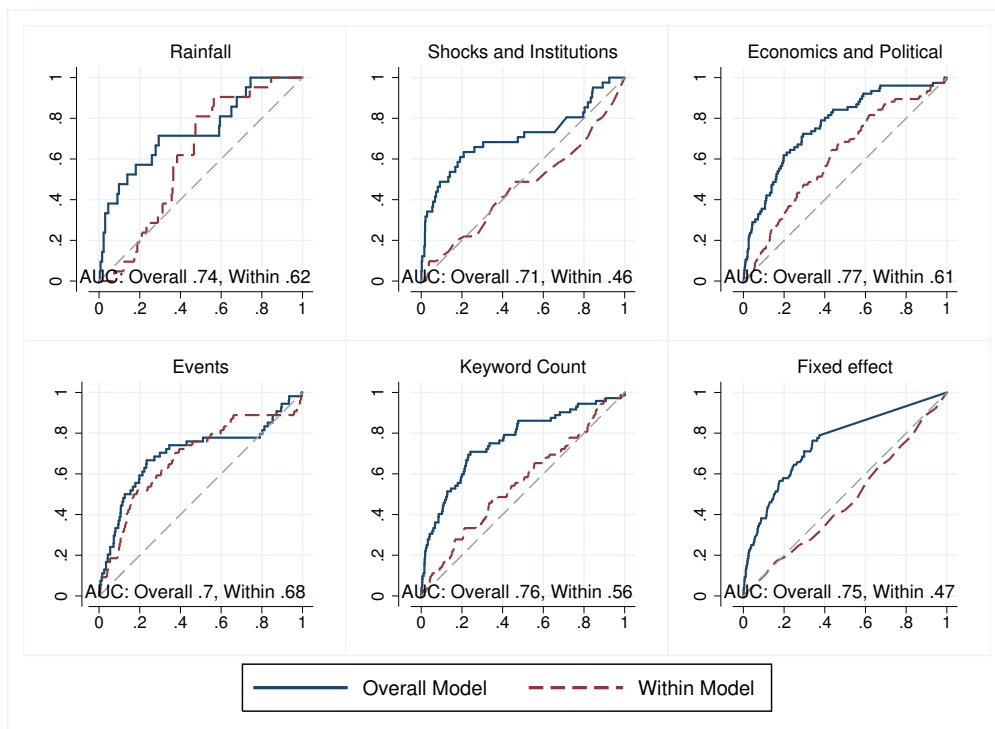 Rainfall
1
.8
.6
.4
.2
0
AUC: Overall .74, Within .62
0 .2 .4 .6 .8 1
Shocks and Institutions
1
.8
.6
.4
.2
0
AUC: Overall .71, Within .46
0 .2 .4 .6 .8 1
Economics and Political
1
.8
.6
.4
.2
0
AUC: Overall .77, Within .61
0 .2 .4 .6 .8 1
Events
1
.8
.6
.4
.2
0
AUC: Overall .7, Within .68
0 .2 .4 .6 .8 1
Keyword Count
1
.8
.6
.4
.2
0
AUC: Overall .76, Within .56
0 .2 .4 .6 .8 1
Fixed effect
1
.8
.6
.4
.2
0
AUC: Overall .75, Within .47
0 .2 .4 .6 .8 1
Overall Model
Within Model